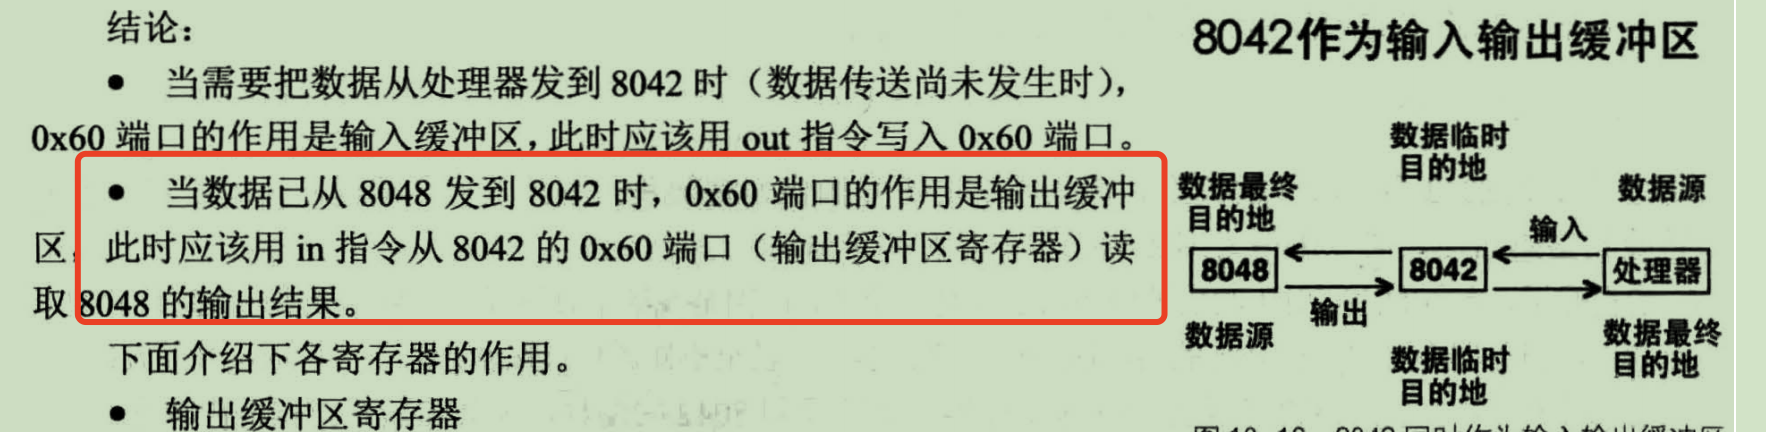 结论：
● 当需要把数据从处理器发到 8042 时（数据传送尚未发生时），
0x60 端口的作用是输入缓冲区，此时应该用 out 指令写入 0x60 端口。
● 当数据已从 8048 发到 8042 时，0x60 端口的作用是输出缓冲
区，此时应该用 in 指令从 8042 的 0x60 端口（输出缓冲区寄存器）读
取 8048 的输出结果。
下面介绍下各寄存器的作用。
● 输出缓冲区寄存器
8042作为输入输出缓冲区
数据临时
目的地
数据最终
目的地
数据源
输入
8048
8042
处理器
输出
数据源
数据临时
目的地
数据最终
目的地